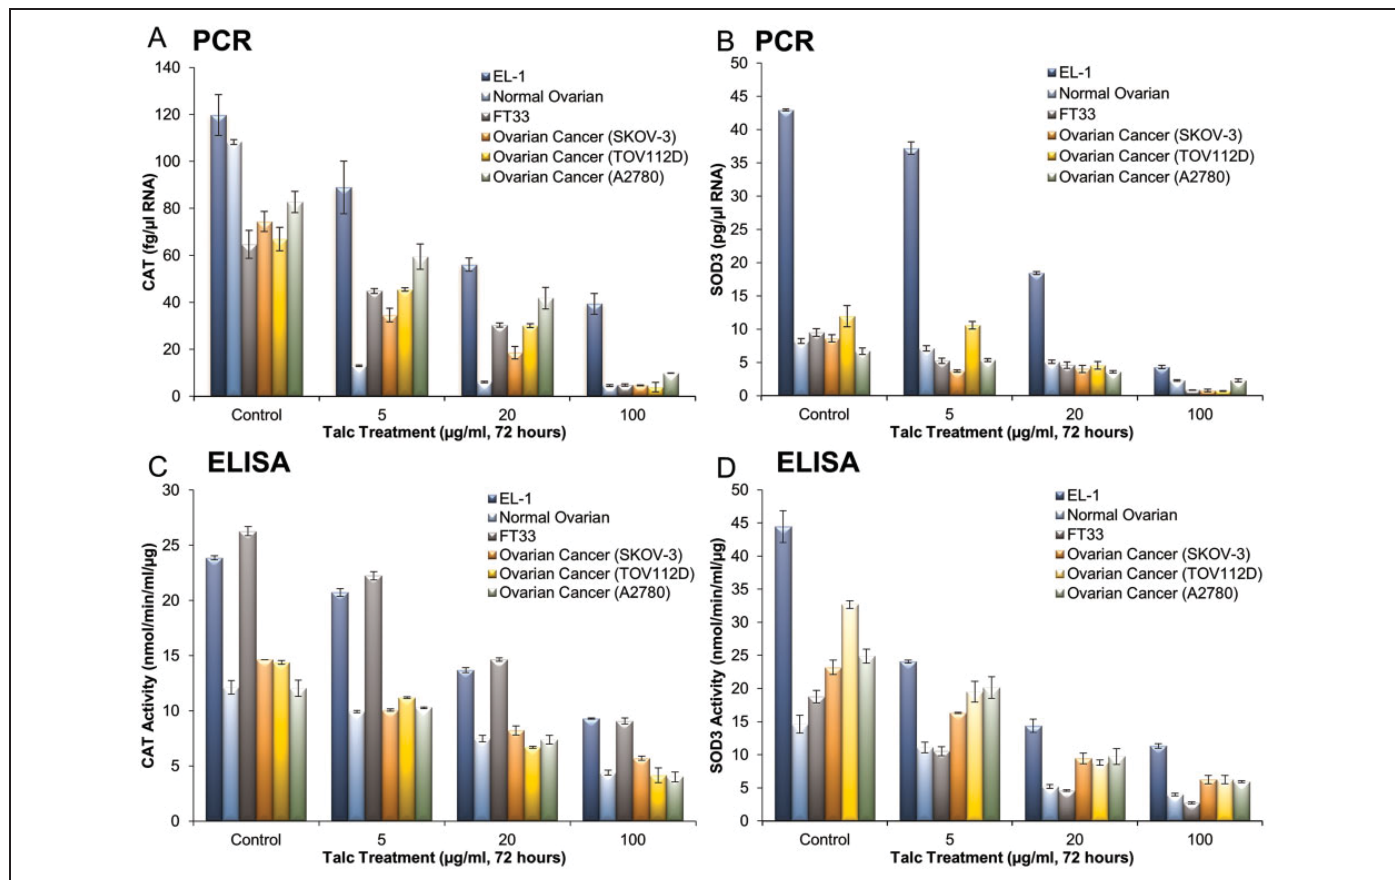 A PCR
CAT (fg/µl RNA)
140
120
100
80
60
40
20
0
EL-1
Normal Ovarian
FT33
Ovarian Cancer (SKOV-3)
Ovarian Cancer (TOV112D)
Ovarian Cancer (A2780)
Control 5 20 100
Talc Treatment (µg/ml, 72 hours)
B PCR
SOD3 (pg/µl RNA)
50
45
40
35
30
25
20
15
10
5
0
EL-1
Normal Ovarian
FT33
Ovarian Cancer (SKOV-3)
Ovarian Cancer (TOV112D)
Ovarian Cancer (A2780)
Control 5 20 100
Talc Treatment (µg/ml, 72 hours)
C ELISA
CAT Activity (nmol/min/ml/µg)
30
25
20
15
10
5
0
EL-1
Normal Ovarian
FT33
Ovarian Cancer (SKOV-3)
Ovarian Cancer (TOV112D)
Ovarian Cancer (A2780)
Control 5 20 100
Talc Treatment (µg/ml, 72 hours)
D ELISA
SOD3 Activity (nmol/min/ml/µg)
50
45
40
35
30
25
20
15
10
5
0
EL-1
Normal Ovarian
FT33
Ovarian Cancer (SKOV-3)
Ovarian Cancer (TOV112D)
Ovarian Cancer (A2780)
Control 5 20 100
Talc Treatment (µg/ml, 72 hours)